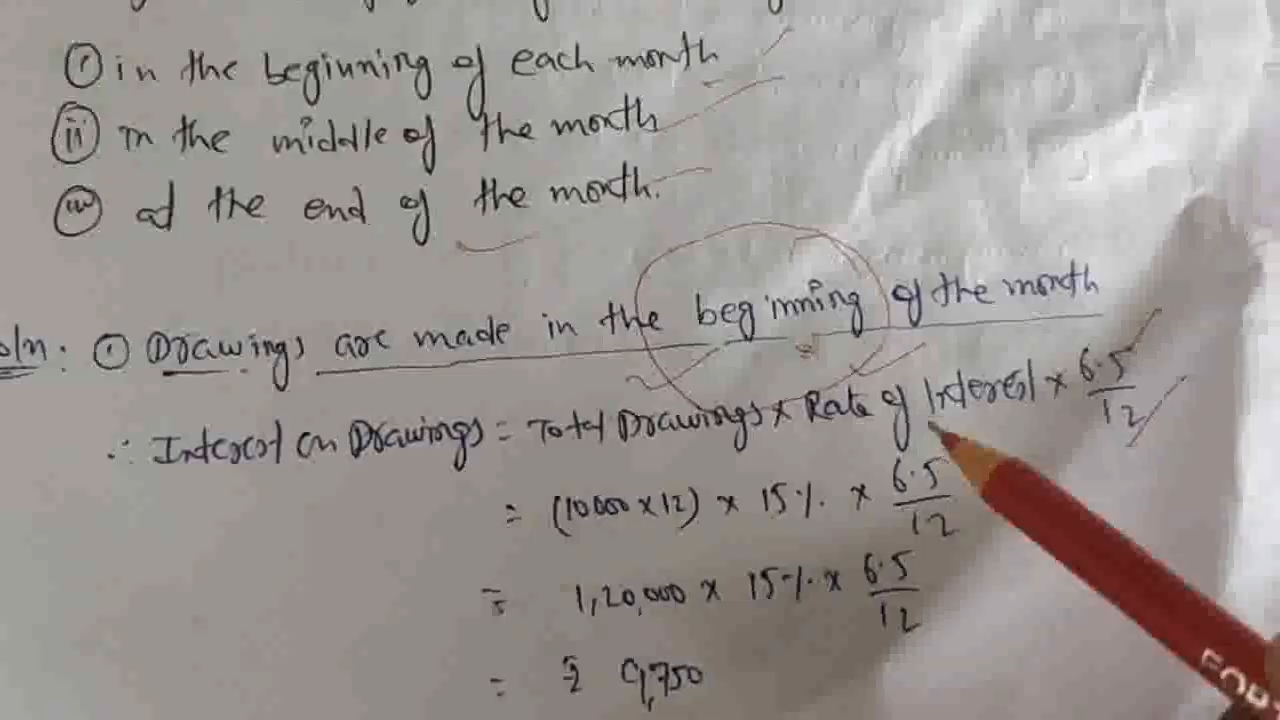 (i) in the beginning of each month
(ii) in the middle of the month
(iii) at the end of the month.
Soln: (1) Drawings are made in the beginning of the month
∴ Interest on Drawings = Total Drawings × Rate of Interest × 6.5/12
= (10000 × 12) × 15% × 6.5/12
= 1,20,000 × 15% × 6.5/12
= ₹ 9,750
FOR